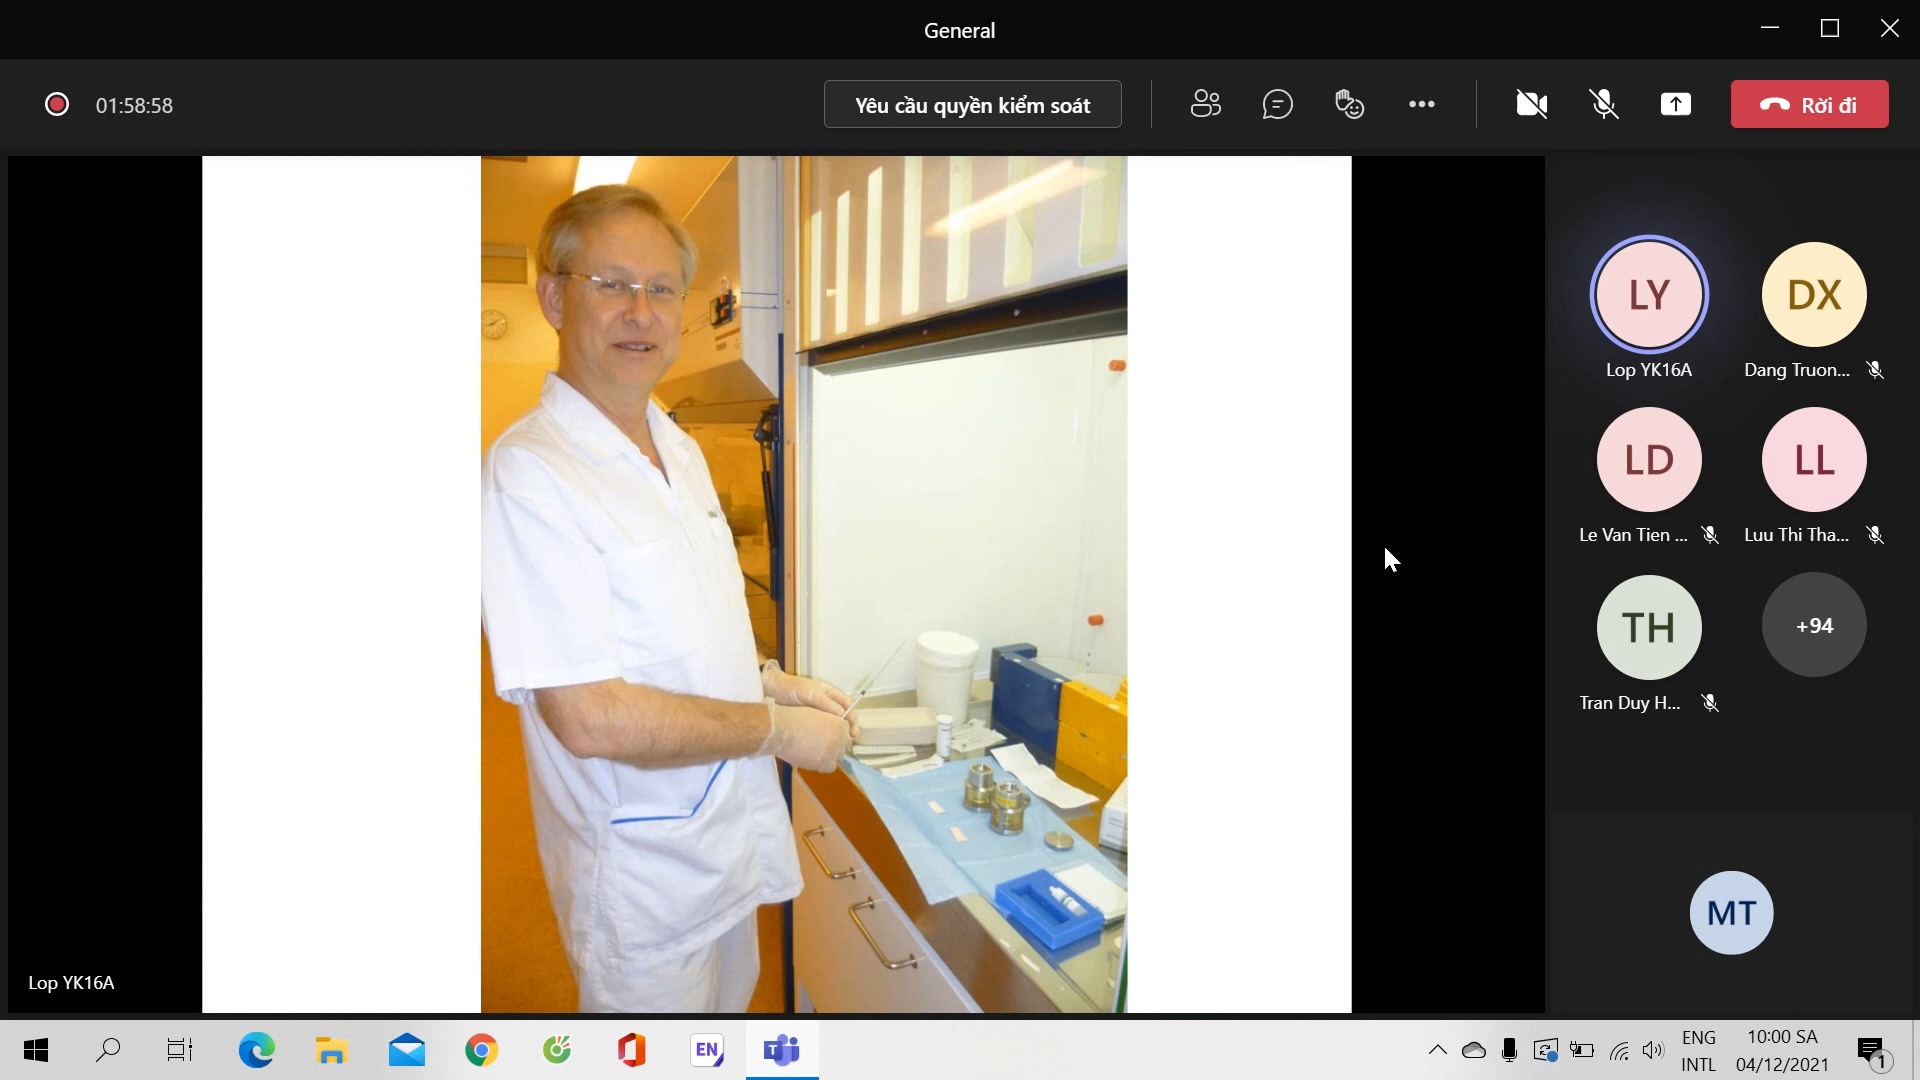 General
01:58:58
Yêu cầu quyền kiểm soát
Rời đi
LY
DX
Lop YK16A
Dang Truon...
LD
LL
Le Van Tien ...
Luu Thi Tha...
TH
+94
Tran Duy H...
MT
Lop YK16A
EN
T
ENG
INTL
10:00 SA
04/12/2021
1